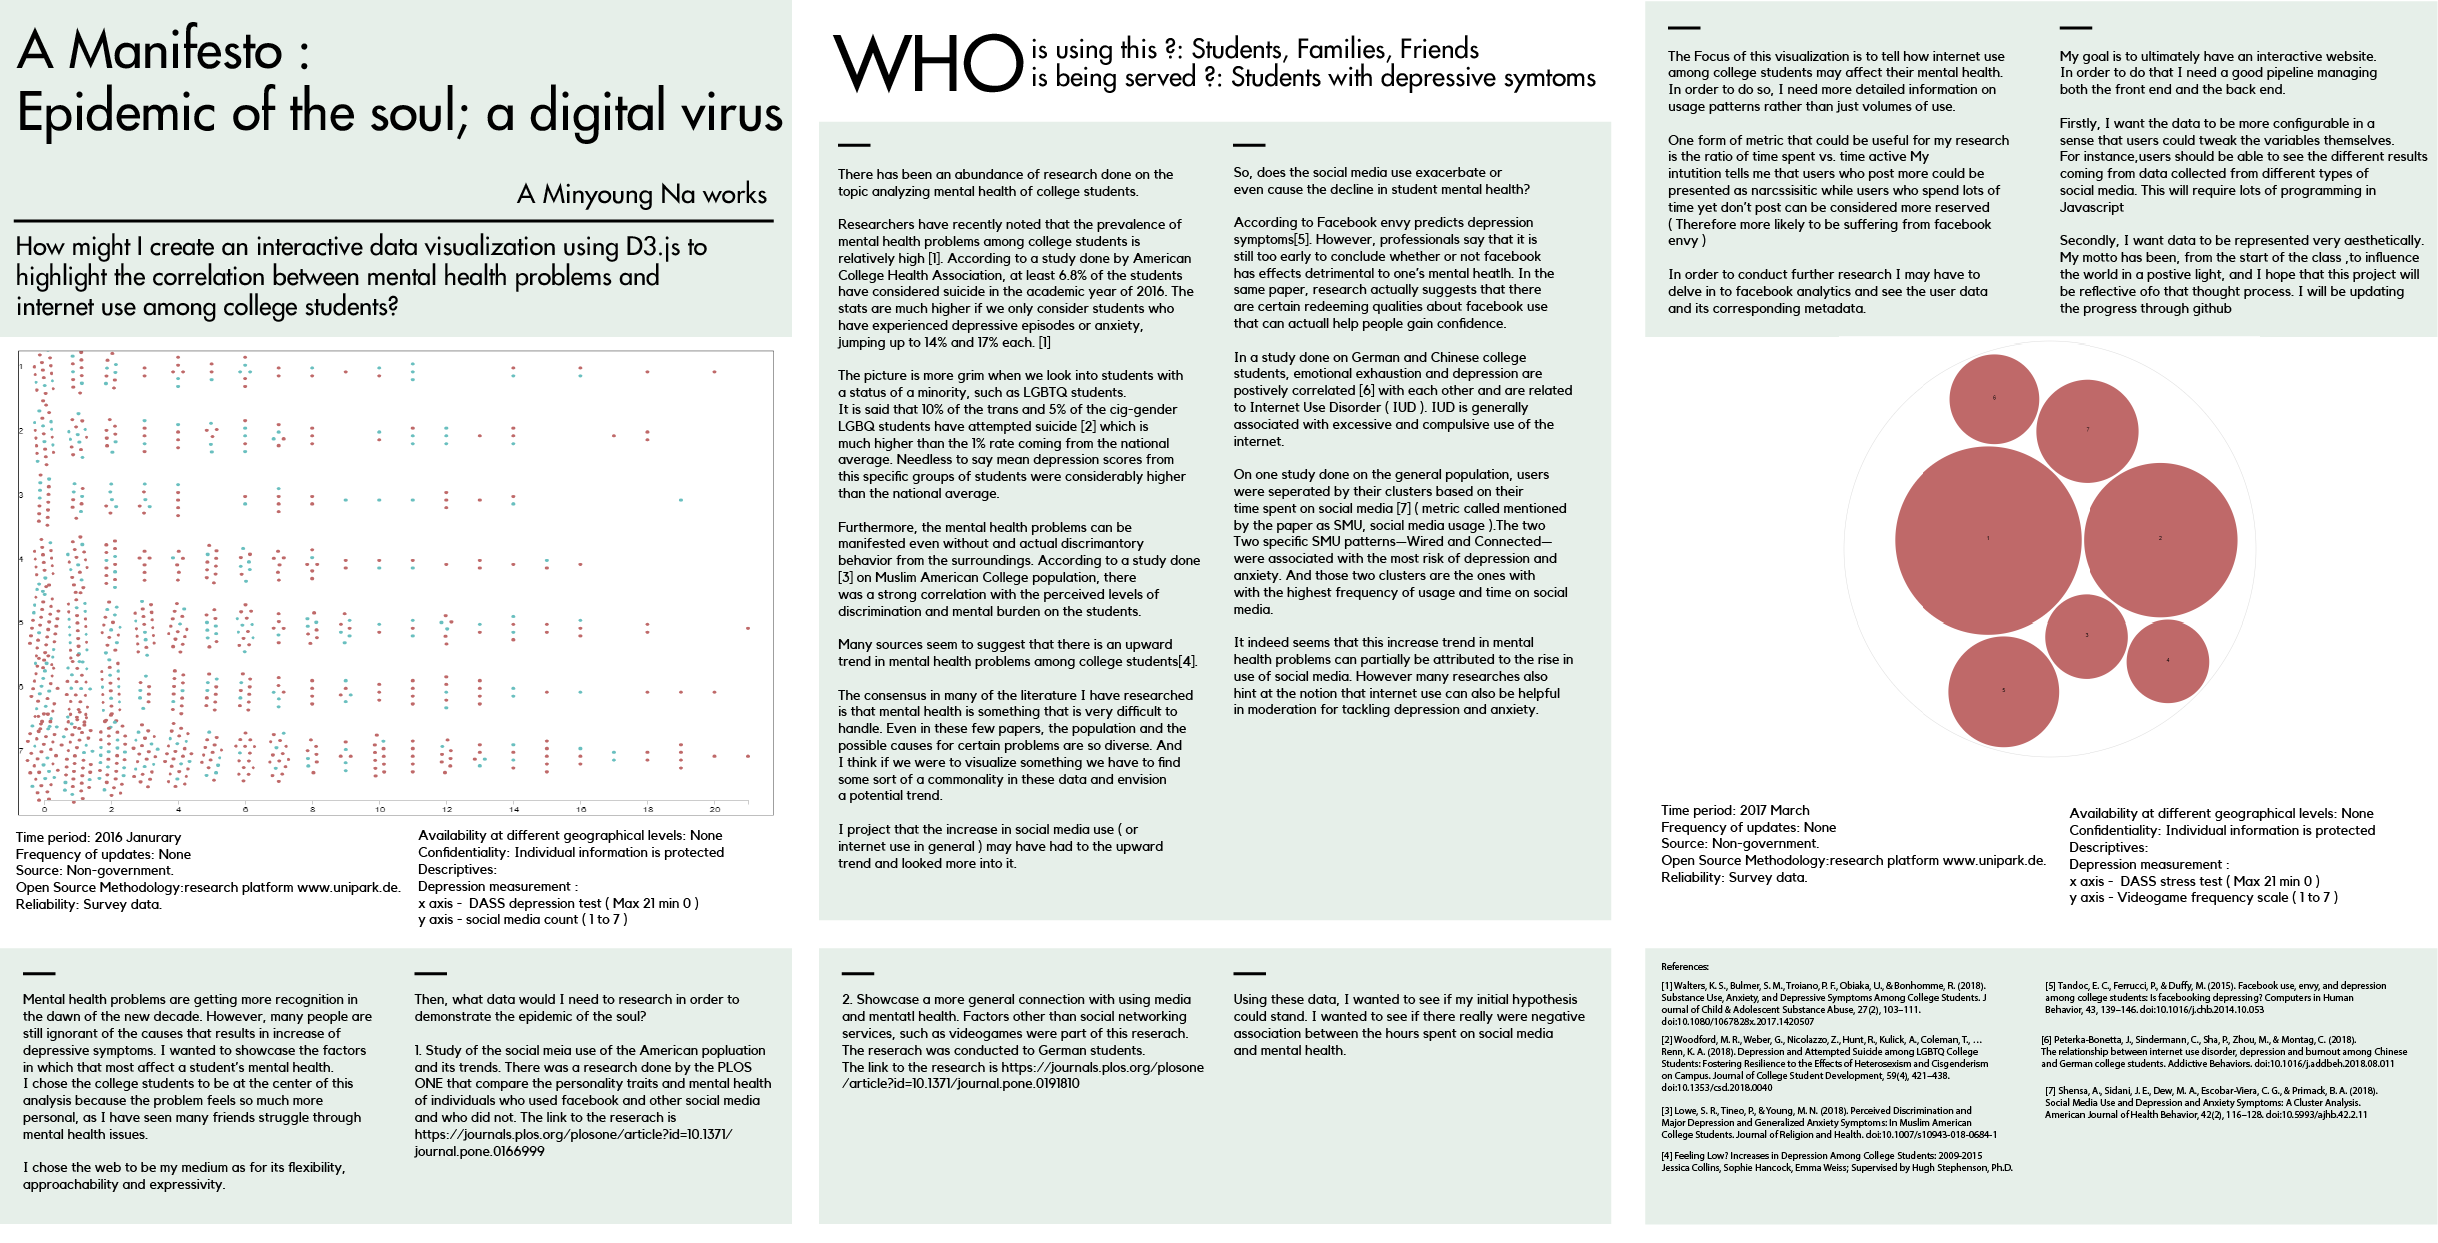 A Manifesto :
Epidemic of the soul; a digital virus
A Minyoung Na works
How might I create an interactive data visualization using D3.js to
highlight the correlation between mental health problems and
internet use among college students?
1
2
3
4
5
6
7
0 2 4 6 8 10 12 14 16 18 20
Time period: 2016 Janurary
Frequency of updates: None
Source: Non-government.
Open Source Methodology:research platform www.unipark.de.
Reliability: Survey data.
Availability at different geographical levels: None
Confidentiality: Individual information is protected
Descriptives:
Depression measurement :
x axis - DASS depression test ( Max 21 min 0 )
y axis - social media count ( 1 to 7 )
Mental health problems are getting more recognition in
the dawn of the new decade. However, many people are
still ignorant of the causes that results in increase of
depressive symptoms. I wanted to showcase the factors
in which that most affect a student's mental health.
I chose the college students to be at the center of this
analysis because the problem feels so much more
personal, as I have seen many friends struggle through
mental health issues.
I chose the web to be my medium as for its flexibility,
approachability and expressivity.
Then, what data would I need to research in order to
demonstrate the epidemic of the soul?
1. Study of the social meia use of the American popluation
and its trends. There was a research done by the PLOS
ONE that compare the personality traits and mental health
of individuals who used facebook and other social media
and who did not. The link to the reserach is
https://journals.plos.org/plosone/article?id=10.1371/
journal.pone.0166999
WHO
is using this ?: Students, Families, Friends
is being served ?: Students with depressive symtoms
There has been an abundance of research done on the
topic analyzing mental health of college students.
Researchers have recently noted that the prevalence of
mental health problems among college students is
relatively high [1]. According to a study done by American
College Health Association, at least 6.8% of the students
have considered suicide in the academic year of 2016. The
stats are much higher if we only consider students who
have experienced depressive episodes or anxiety,
jumping up to 14% and 17% each. [1]
The picture is more grim when we look into students with
a status of a minority, such as LGBTQ students.
It is said that 10% of the trans and 5% of the cig-gender
LGBQ students have attempted suicide [2] which is
much higher than the 1% rate coming from the national
average. Needless to say mean depression scores from
this specific groups of students were considerably higher
than the national average.
Furthermore, the mental health problems can be
manifested even without and actual discrimantory
behavior from the surroundings. According to a study done
[3] on Muslim American College population, there
was a strong correlation with the perceived levels of
discrimination and mental burden on the students.
Many sources seem to suggest that there is an upward
trend in mental health problems among college students[4].
The consensus in many of the literature I have researched
is that mental health is something that is very difficult to
handle. Even in these few papers, the population and the
possible causes for certain problems are so diverse. And
I think if we were to visualize something we have to find
some sort of a commonality in these data and envision
a potential trend.
I project that the increase in social media use ( or
internet use in general ) may have had to the upward
trend and looked more into it.
So, does the social media use exacerbate or
even cause the decline in student mental health?
According to Facebook envy predicts depression
symptoms[5]. However, professionals say that it is
still too early to conclude whether or not facebook
has effects detrimental to one's mental heatlh. In the
same paper, research actually suggests that there
are certain redeeming qualities about facebook use
that can actuall help people gain confidence.
In a study done on German and Chinese college
students, emotional exhaustion and depression are
postively correlated [6] with each other and are related
to Internet Use Disorder ( IUD ). IUD is generally
associated with excessive and compulsive use of the
internet.
On one study done on the general population, users
were seperated by their clusters based on their
time spent on social media [7] ( metric called mentioned
by the paper as SMU, social media usage ).The two
Two specific SMU patterns—Wired and Connected—
were associated with the most risk of depression and
anxiety. And those two clusters are the ones with
with the highest frequency of usage and time on social
media.
It indeed seems that this increase trend in mental
health problems can partially be attributed to the rise in
use of social media. However many researches also
hint at the notion that internet use can also be helpful
in moderation for tackling depression and anxiety.
2. Showcase a more general connection with using media
and mentatl health. Factors other than social networking
services, such as videogames were part of this reserach.
The reserach was conducted to German students.
The link to the research is https://journals.plos.org/plosone
/article?id=10.1371/journal.pone.0191810
Using these data, I wanted to see if my initial hypothesis
could stand. I wanted to see if there really were negative
association between the hours spent on social media
and mental health.
The Focus of this visualization is to tell how internet use
among college students may affect their mental health.
In order to do so, I need more detailed information on
usage patterns rather than just volumes of use.
One form of metric that could be useful for my research
is the ratio of time spent vs. time active My
intutition tells me that users who post more could be
presented as narcssisitic while users who spend lots of
time yet don't post can be considered more reserved
( Therefore more likely to be suffering from facebook
envy )
In order to conduct further research I may have to
delve in to facebook analytics and see the user data
and its corresponding metadata.
My goal is to ultimately have an interactive website.
In order to do that I need a good pipeline managing
both the front end and the back end.
Firstly, I want the data to be more configurable in a
sense that users could tweak the variables themselves.
For instance,users should be able to see the different results
coming from data collected from different types of
social media. This will require lots of programming in
Javascript
Secondly, I want data to be represented very aesthetically.
My motto has been, from the start of the class ,to influence
the world in a postive light, and I hope that this project will
be reflective ofo that thought process. I will be updating
the progress through github
6
7
1
2
3
4
5
Time period: 2017 March
Frequency of updates: None
Source: Non-government.
Open Source Methodology:research platform www.unipark.de.
Reliability: Survey data.
Availability at different geographical levels: None
Confidentiality: Individual information is protected
Descriptives:
Depression measurement :
x axis - DASS stress test ( Max 21 min 0 )
y axis - Videogame frequency scale ( 1 to 7 )
References:
[1] Walters, K. S., Bulmer, S. M., Troiano, P. F., Obiaka, U., & Bonhomme, R. (2018).
Substance Use, Anxiety, and Depressive Symptoms Among College Students. J
ournal of Child & Adolescent Substance Abuse, 27(2), 103–111.
doi:10.1080/1067828x.2017.1420507
[2] Woodford, M. R., Weber, G., Nicolazzo, Z., Hunt, R., Kulick, A., Coleman, T., …
Renn, K. A. (2018). Depression and Attempted Suicide among LGBTQ College
Students: Fostering Resilience to the Effects of Heterosexism and Cisgenderism
on Campus. Journal of College Student Development, 59(4), 421–438.
doi:10.1353/csd.2018.0040
[3] Lowe, S. R., Tineo, P., & Young, M. N. (2018). Perceived Discrimination and
Major Depression and Generalized Anxiety Symptoms: In Muslim American
College Students. Journal of Religion and Health. doi:10.1007/s10943-018-0684-1
[4] Feeling Low? Increases in Depression Among College Students: 2009-2015
Jessica Collins, Sophie Hancock, Emma Weiss; Supervised by Hugh Stephenson, Ph.D.
[5] Tandoc, E. C., Ferrucci, P., & Duffy, M. (2015). Facebook use, envy, and depression
among college students: Is facebooking depressing? Computers in Human
Behavior, 43, 139–146. doi:10.1016/j.chb.2014.10.053
[6] Peterka-Bonetta, J., Sindermann, C., Sha, P., Zhou, M., & Montag, C. (2018).
The relationship between internet use disorder, depression and burnout among Chinese
and German college students. Addictive Behaviors. doi:10.1016/j.addbeh.2018.08.011
[7] Shensa, A., Sidani, J. E., Dew, M. A., Escobar-Viera, C. G., & Primack, B. A. (2018).
Social Media Use and Depression and Anxiety Symptoms: A Cluster Analysis.
American Journal of Health Behavior, 42(2), 116–128. doi:10.5993/ajhb.42.2.11